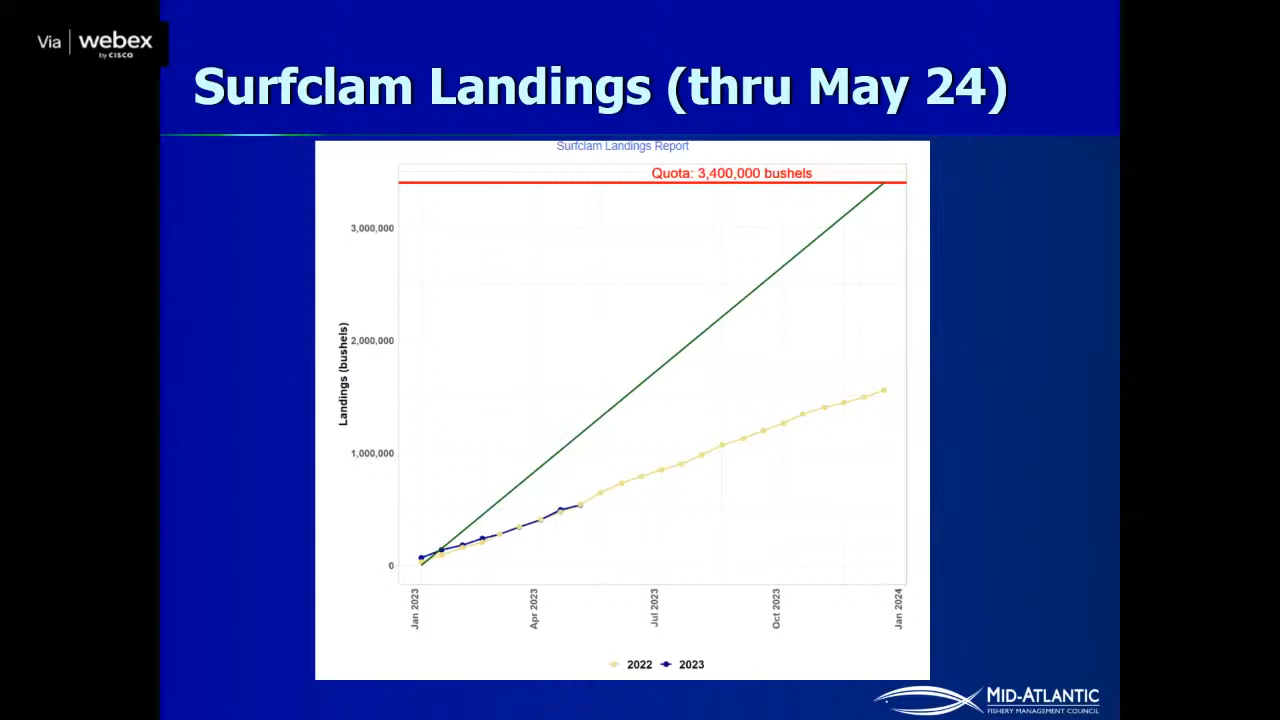 Via webex
by CISCO
Surfclam Landings (thru May 24)
Surfclam Landings Report
Quota: 3,400,000 bushels
3,000,000
2,000,000
1,000,000
0
Landings (bushels)
Jan 2023
Apr 2023
Jul 2023
Oct 2023
Jan 2024
2022 2023
MID-ATLANTIC
FISHERY MANAGEMENT COUNCIL